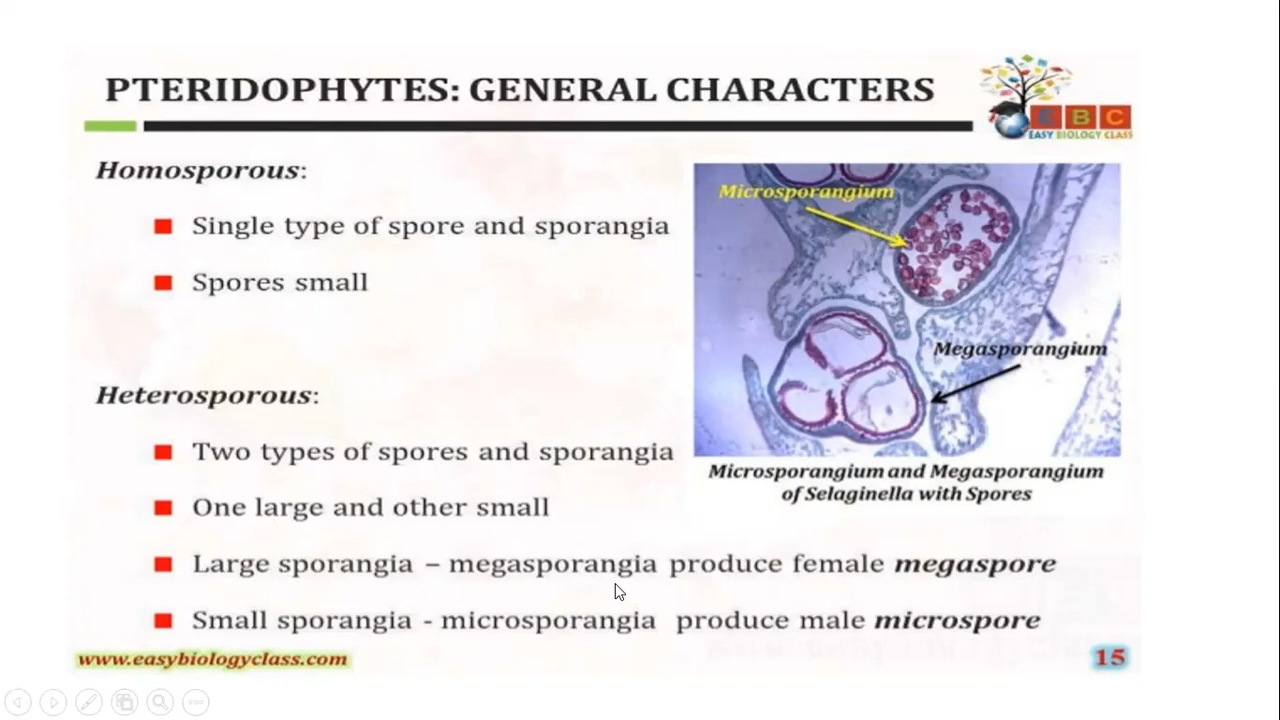 PTERIDOPHYTES: GENERAL CHARACTERS
E B C
EASY BIOLOGY CLASS
Homosporous:
Single type of spore and sporangia
Spores small
Microsporangium
Megasporangium
Microsporangium and Megasporangium
of Selaginella with Spores
Heterosporous:
Two types of spores and sporangia
One large and other small
Large sporangia – megasporangia produce female megaspore
Small sporangia - microsporangia produce male microspore
www.easybiologyclass.com
15